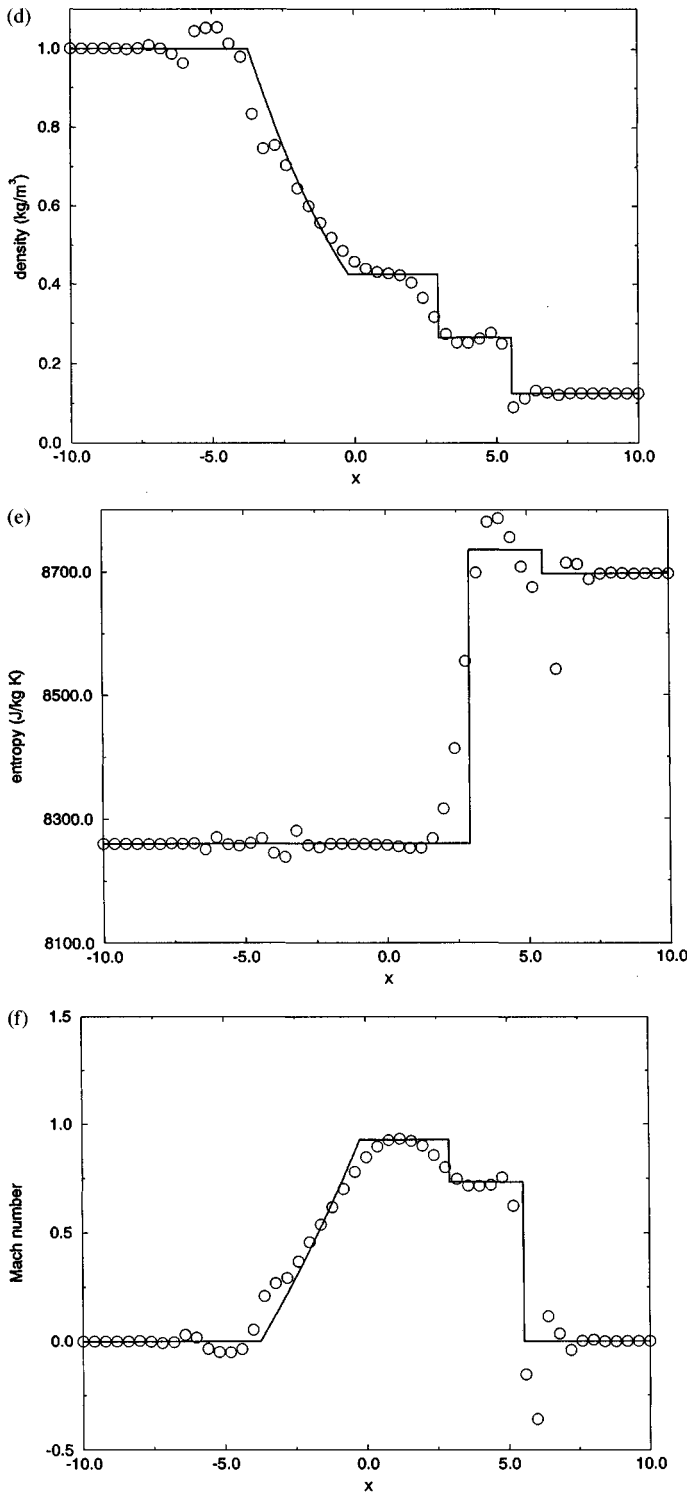 (d)
1.0
0.8
0.6
0.4
0.2
0.0
density (kg/m³)
-10.0 -5.0 0.0 5.0 10.0
x
(e)
8700.0
8500.0
8300.0
8100.0
entropy (J/kg K)
-10.0 -5.0 0.0 5.0 10.0
x
(f)
1.5
1.0
0.5
0.0
-0.5
Mach number
-10.0 -5.0 0.0 5.0 10.0
x